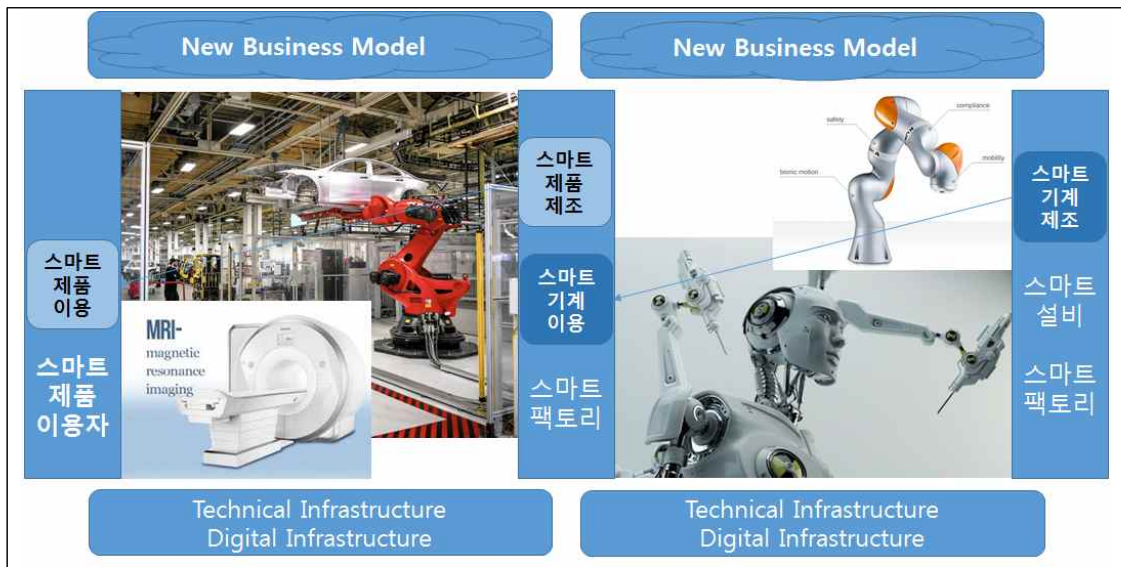 New Business Model
New Business Model
스마트
제품
이용
스마트
제품
이용자
MRI-
magnetic
resonance
imaging
스마트
제품
제조
스마트
기계
이용
스마트
팩토리
safety
compliance
bionic motion
mobility
스마트
기계
제조
스마트
설비
스마트
팩토리
Technical Infrastructure
Digital Infrastructure
Technical Infrastructure
Digital Infrastructure